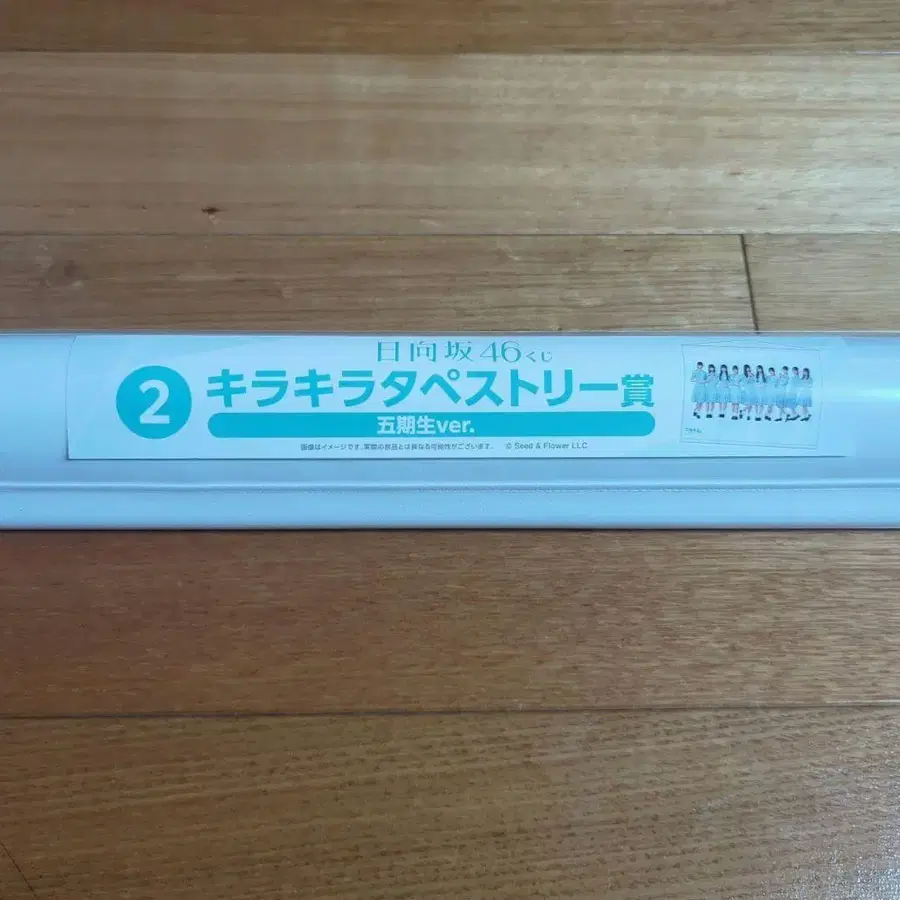 日向坂46くじ
2 キラキラタペストリー賞
五期生ver.
画像はイメージです。実際の景品とは異なる可能性がございます。 © Seed & Flower LLC